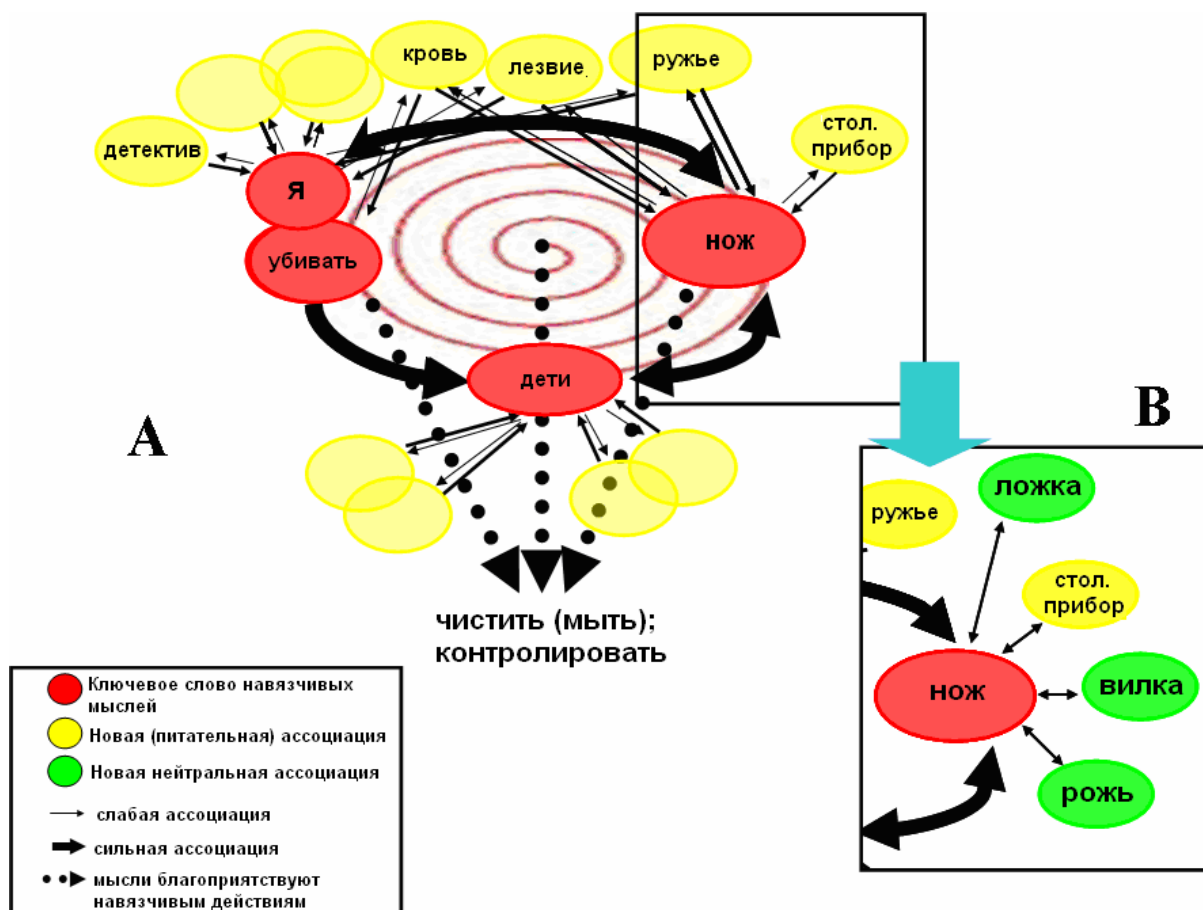 кровь
лезвие.
ружье
детектив
стол.
прибор
Я
убивать
нож
дети
A
B
чистить (мыть);
контролировать
ружье
ложка
стол.
прибор
нож
вилка
рожь
Ключевое слово навязчивых
мыслей
Новая (питательная) ассоциация
Новая нейтральная ассоциация
слабая ассоциация
сильная ассоциация
мысли благоприятствуют
навязчивым действиям